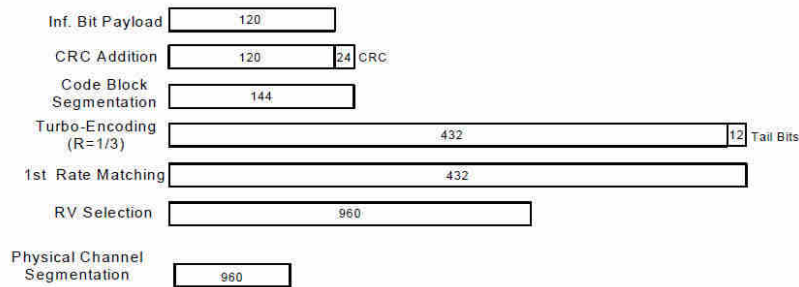 Inf. Bit Payload 120
CRC Addition 120 24 CRC
Code Block
Segmentation 144
Turbo-Encoding
(R=1/3) 432 12 Tail Bits
1st Rate Matching 432
RV Selection 960
Physical Channel
Segmentation 960